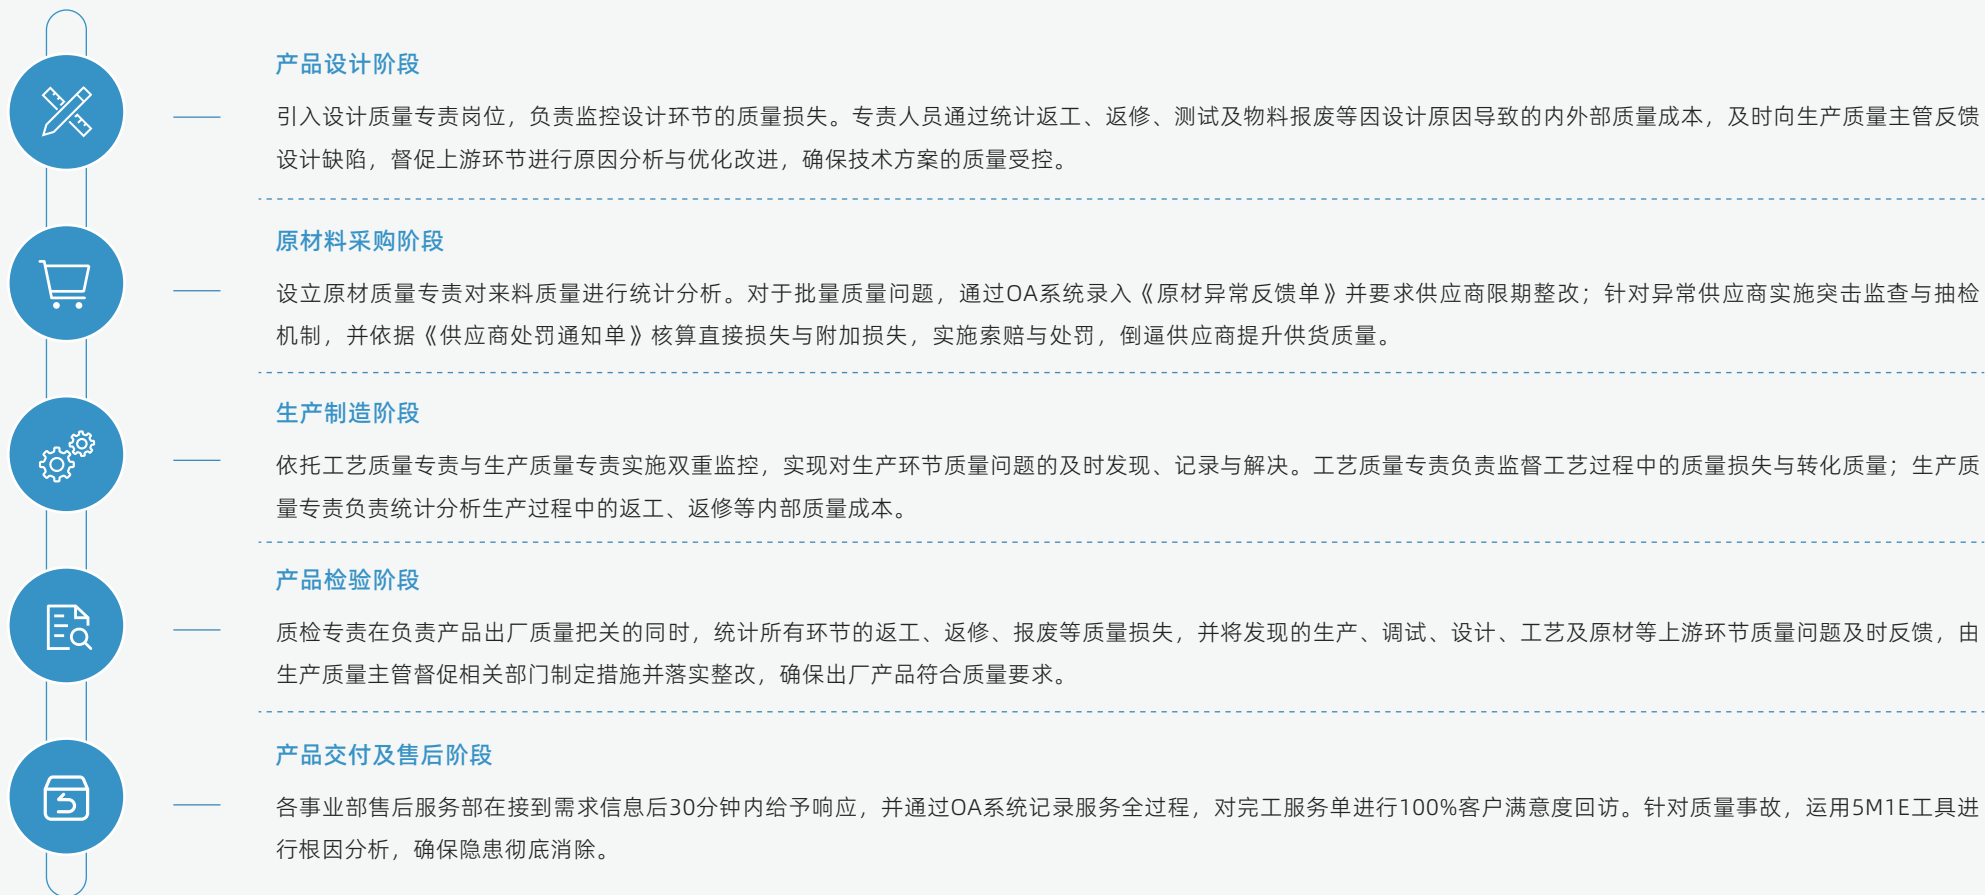 产品设计阶段
引入设计质量专责岗位，负责监控设计环节的质量损失。专责人员通过统计返工、返修、测试及物料报废等因设计原因导致的内外部质量成本，及时向生产质量主管反馈
设计缺陷，督促上游环节进行原因分析与优化改进，确保技术方案的质量受控。
原材料采购阶段
设立原材质量专责对来料质量进行统计分析。对于批量质量问题，通过OA系统录入《原材异常反馈单》并要求供应商限期整改；针对异常供应商实施突击监查与抽检
机制，并依据《供应商处罚通知单》核算直接损失与附加损失，实施索赔与处罚，倒逼供应商提升供货质量。
生产制造阶段
依托工艺质量专责与生产质量专责实施双重监控，实现对生产环节质量问题的及时发现、记录与解决。工艺质量专责负责监督工艺过程中的质量损失与转化质量；生产质
量专责负责统计分析生产过程中的返工、返修等内部质量成本。
产品检验阶段
质检专责在负责产品出厂质量把关的同时，统计所有环节的返工、返修、报废等质量损失，并将发现的生产、调试、设计、工艺及原材等上游环节质量问题及时反馈，由
生产质量主管督促相关部门制定措施并落实整改，确保出厂产品符合质量要求。
产品交付及售后阶段
各事业部售后服务部在接到需求信息后30分钟内给予响应，并通过OA系统记录服务全过程，对完工服务单进行100%客户满意度回访。针对质量事故，运用5M1E工具进
行根因分析，确保隐患彻底消除。